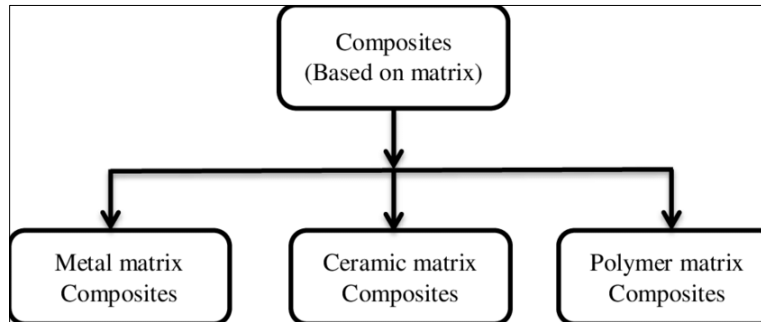 Composites
(Based on matrix)
Metal matrix
Composites
Ceramic matrix
Composites
Polymer matrix
Composites